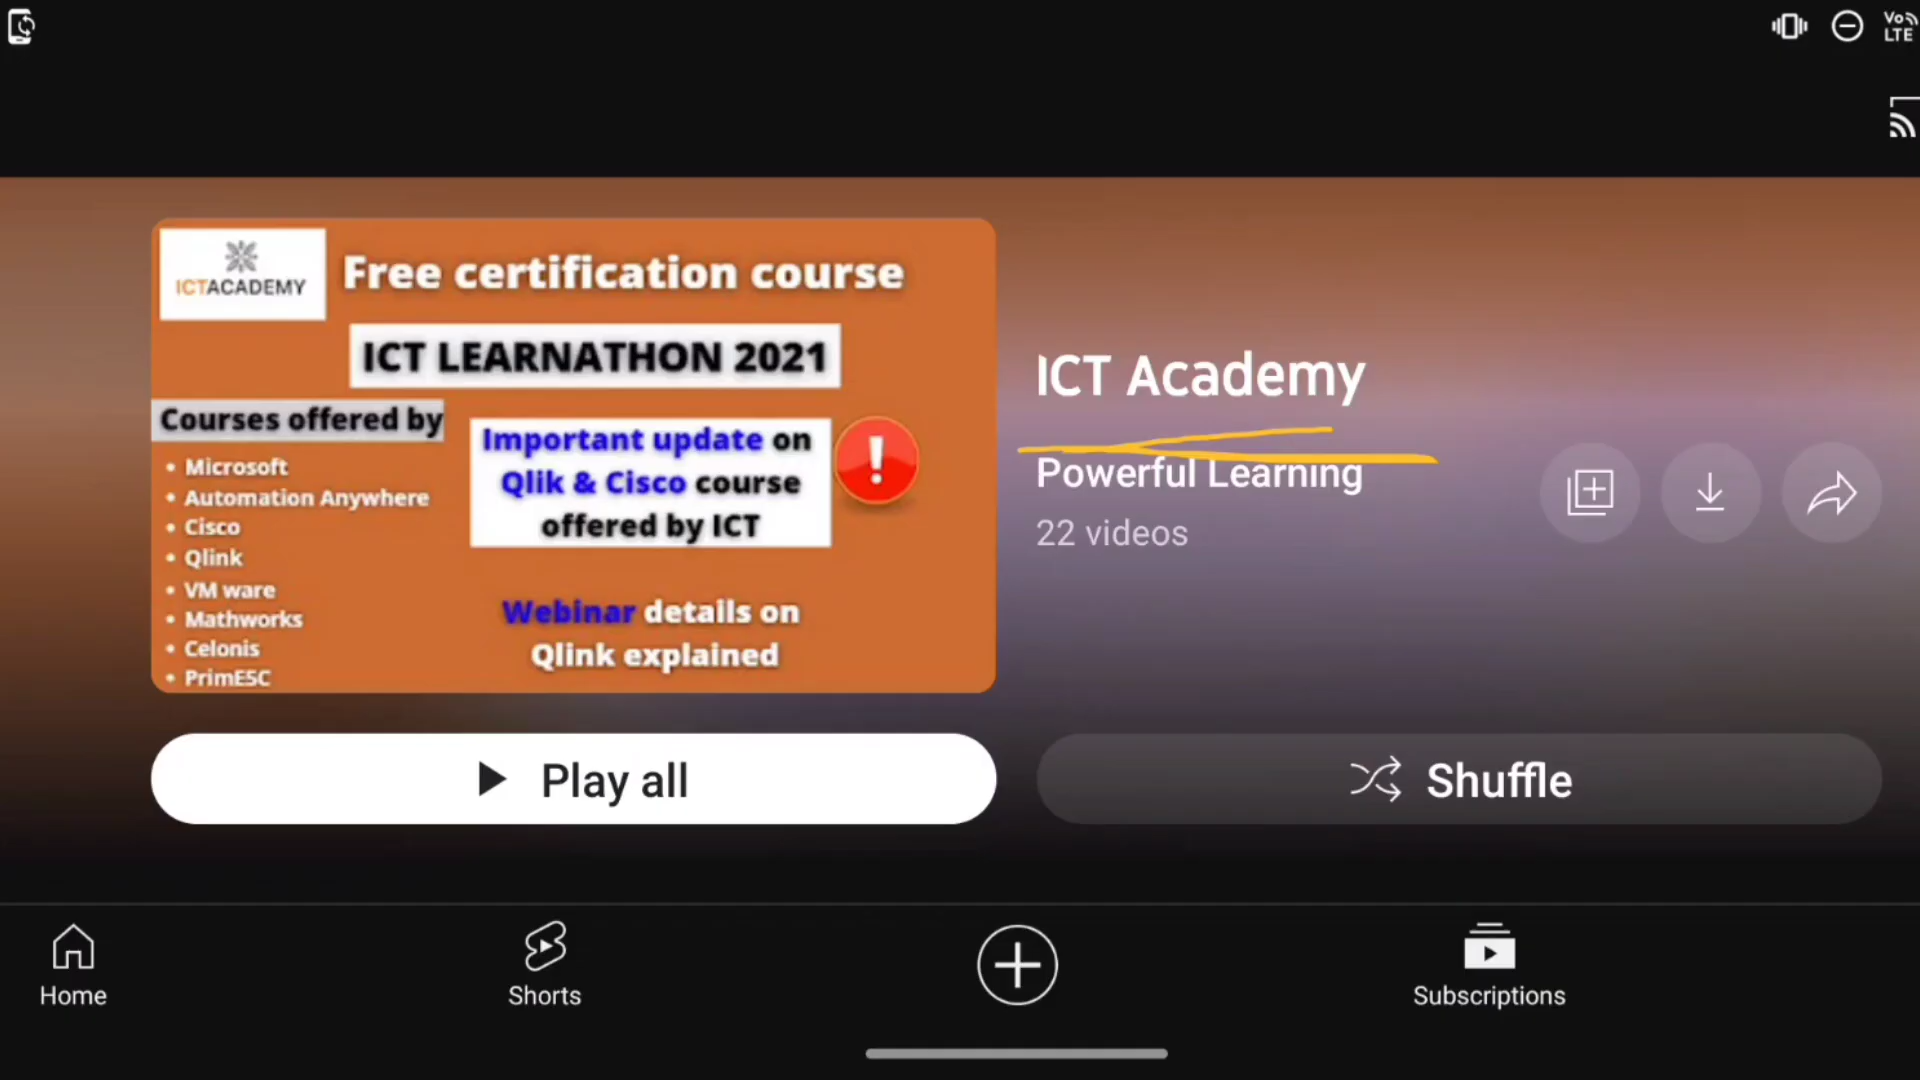 Vo
LTE
ICTACADEMY
Free certification course
ICT LEARNATHON 2021
Courses offered by
• Microsoft
• Automation Anywhere
• Cisco
• Qlink
• VM ware
• Mathworks
• Celonis
• PrimESC
Important update on
Qlik & Cisco course
offered by ICT
!
Webinar details on
Qlink explained
ICT Academy
Powerful Learning
22 videos
Play all
Shuffle
Home
Shorts
Subscriptions